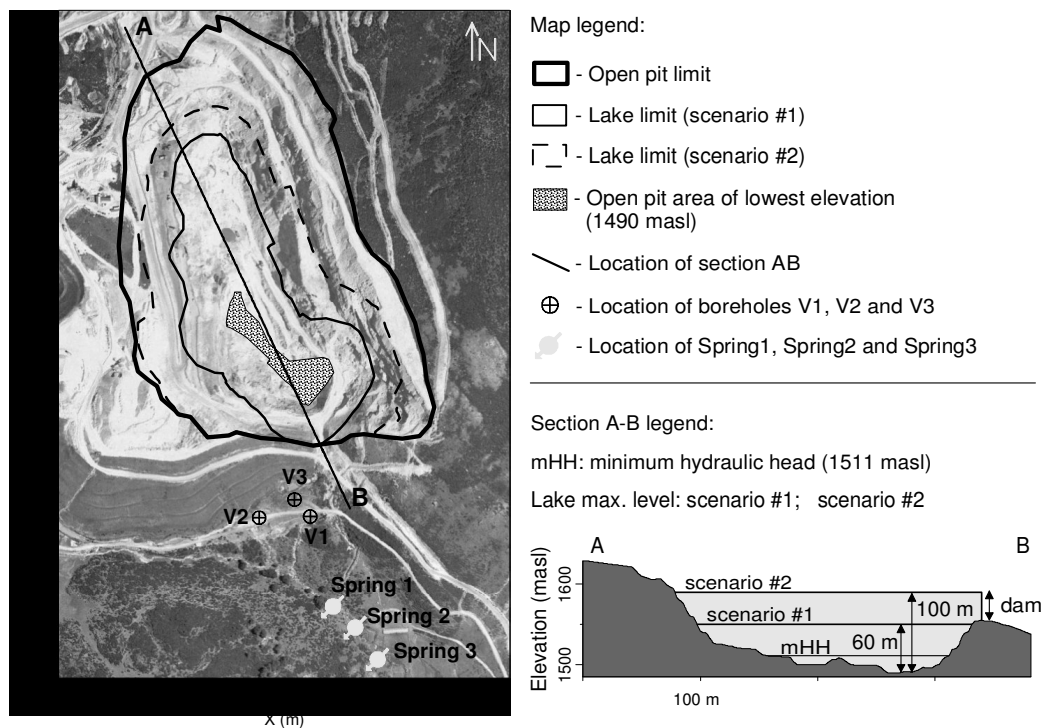 A
N
V3
B
V2
V1
Spring 1
Spring 2
Spring 3
X (m)
Map legend:
- Open pit limit
- Lake limit (scenario #1)
- Lake limit (scenario #2)
- Open pit area of lowest elevation
(1490 masl)
- Location of section AB
- Location of boreholes V1, V2 and V3
- Location of Spring1, Spring2 and Spring3
Section A-B legend:
mHH: minimum hydraulic head (1511 masl)
Lake max. level: scenario #1; scenario #2
A B
Elevation (masl)
1600
1500
scenario #2
100 m
dam
scenario #1
60 m
mHH
100 m